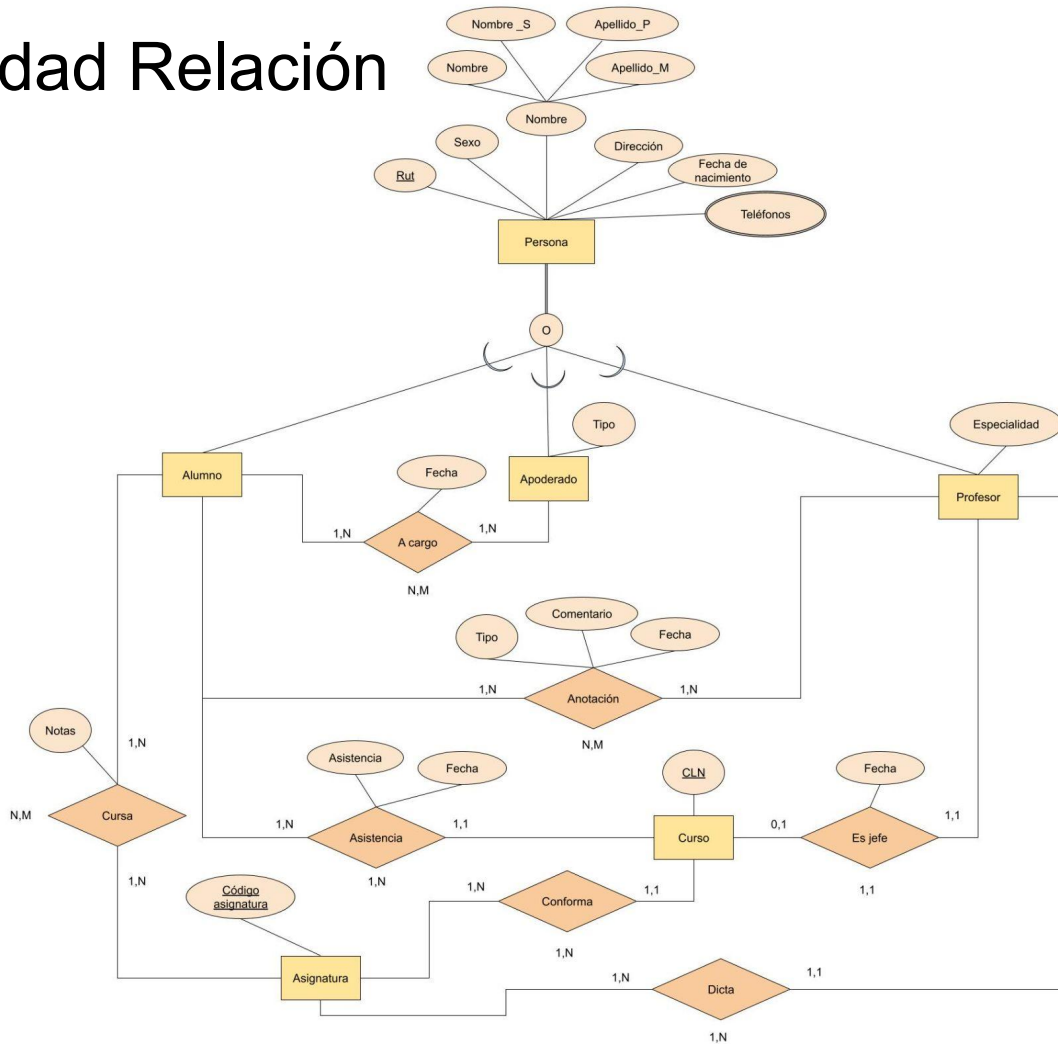 dad Relación
Nombre _S
Apellido_P
Nombre
Apellido_M
Nombre
Sexo
Dirección
Rut
Fecha de
nacimiento
Teléfonos
Persona
O
Tipo
Especialidad
Alumno
Fecha
Apoderado
Profesor
1,N
A cargo
1,N
N,M
Tipo
Comentario
Fecha
1,N
Anotación
1,N
N,M
Notas
1,N
Asistencia
Fecha
CLN
Fecha
N,M
Cursa
1,N
Asistencia
1,1
Curso
0,1
Es jefe
1,1
1,N
1,N
1,1
Código
asignatura
1,N
Conforma
1,1
1,N
Asignatura
1,N
Dicta
1,1
1,N